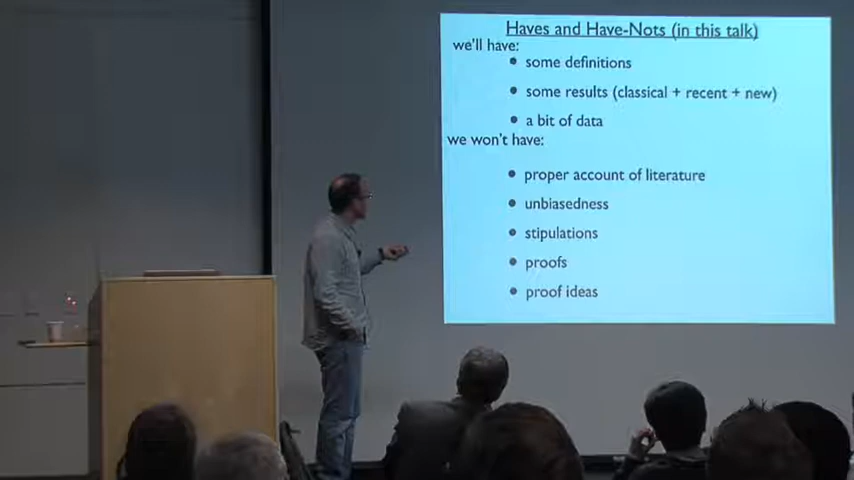 Haves and Have-Nots (in this talk)
we'll have:
• some definitions
• some results (classical + recent + new)
• a bit of data
we won't have:
• proper account of literature
• unbiasedness
• stipulations
• proofs
• proof ideas